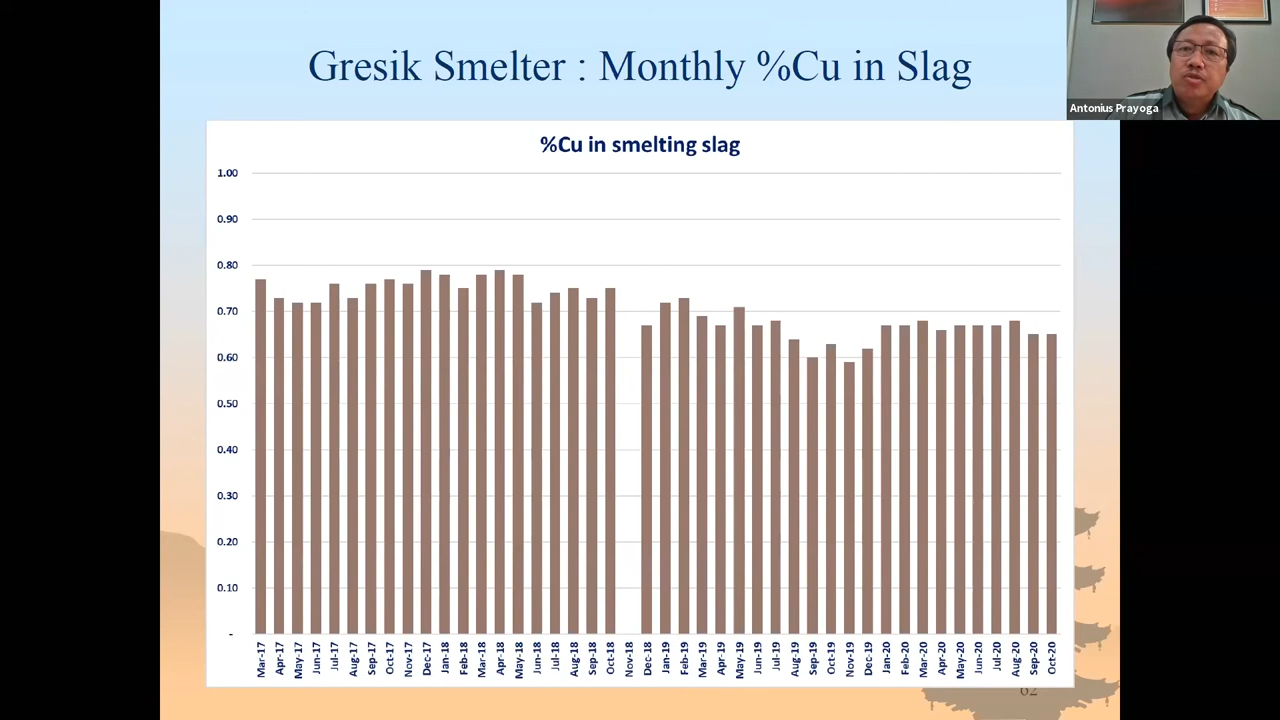 Gresik Smelter : Monthly %Cu in Slag
Antonius Prayoga
%Cu in smelting slag
1.00
0.90
0.80
0.70
0.60
0.50
0.40
0.30
0.20
0.10
-
Mar-17
Apr-17
May-17
Jun-17
Jul-17
Aug-17
Sep-17
Oct-17
Nov-17
Dec-17
Jan-18
Feb-18
Mar-18
Apr-18
May-18
Jun-18
Jul-18
Aug-18
Sep-18
Oct-18
Nov-18
Dec-18
Jan-19
Feb-19
Mar-19
Apr-19
May-19
Jun-19
Jul-19
Aug-19
Sep-19
Oct-19
Nov-19
Dec-19
Jan-20
Feb-20
Mar-20
Apr-20
May-20
Jun-20
Jul-20
Aug-20
Sep-20
Oct-20